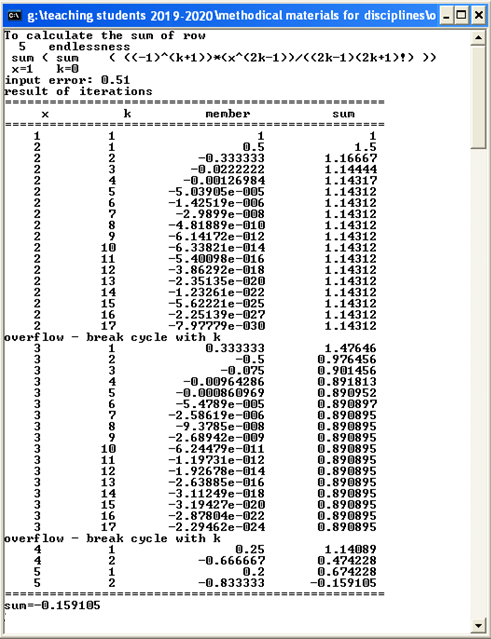 g:\teaching students 2019-2020\methodical materials for disciplines\o
To calculate the sum of row
5 endlessness
sum ( sum ( ((-1)^(k+1))*(x^(2k-1))/((2k-1)(2k+1)!) ))
x=1 k=0
input error: 0.51
result of iterations
================================================
x k member sum
================================================
1 1 1 1
2 1 0.5 1.5
2 2 -0.333333 1.16667
2 3 -0.0222222 1.14444
2 4 -0.00126984 1.14317
2 5 -5.03905e-005 1.14312
2 6 -1.42519e-006 1.14312
2 7 -2.9899e-008 1.14312
2 8 -4.81889e-010 1.14312
2 9 -6.14172e-012 1.14312
2 10 -6.33821e-014 1.14312
2 11 -5.40098e-016 1.14312
2 12 -3.86292e-018 1.14312
2 13 -2.35135e-020 1.14312
2 14 -1.23261e-022 1.14312
2 15 -5.62221e-025 1.14312
2 16 -2.25139e-027 1.14312
2 17 -7.97779e-030 1.14312
overflow - break cycle with k
3 1 0.333333 1.47646
3 2 -0.5 0.976456
3 3 -0.075 0.901456
3 4 -0.00964286 0.891813
3 5 -0.000860969 0.890952
3 6 -5.4789e-005 0.890897
3 7 -2.58619e-006 0.890895
3 8 -9.3785e-008 0.890895
3 9 -2.68942e-009 0.890895
3 10 -6.24479e-011 0.890895
3 11 -1.19731e-012 0.890895
3 12 -1.92678e-014 0.890895
3 13 -2.63885e-016 0.890895
3 14 -3.11249e-018 0.890895
3 15 -3.19427e-020 0.890895
3 16 -2.87804e-022 0.890895
3 17 -2.29462e-024 0.890895
overflow - break cycle with k
4 1 0.25 1.14089
4 2 -0.666667 0.474228
5 1 0.2 0.674228
5 2 -0.833333 -0.159105
================================================
sum=-0.159105